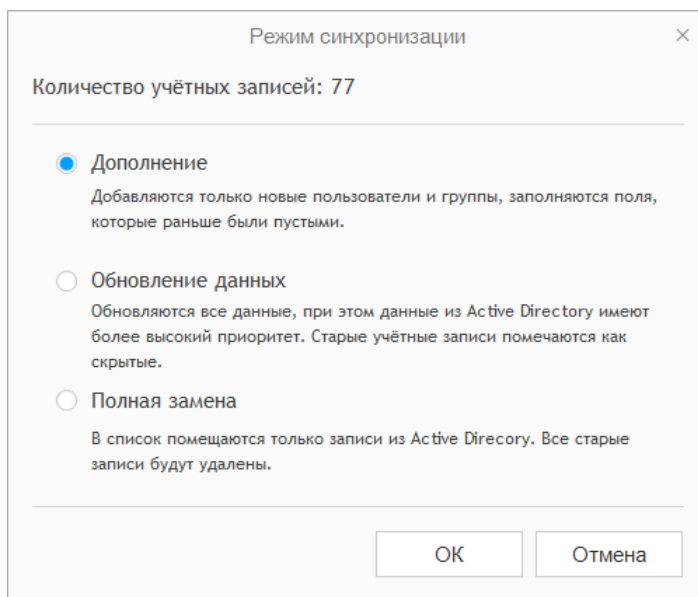 Режим синхронизации
Количество учётных записей: 77
Дополнение
Добавляются только новые пользователи и группы, заполняются поля,
которые раньше были пустыми.
Обновление данных
Обновляются все данные, при этом данные из Active Directory имеют
более высокий приоритет. Старые учётные записи помечаются как
скрытые.
Полная замена
В список помещаются только записи из Active Direcory. Все старые
записи будут удалены.
ОК
Отмена